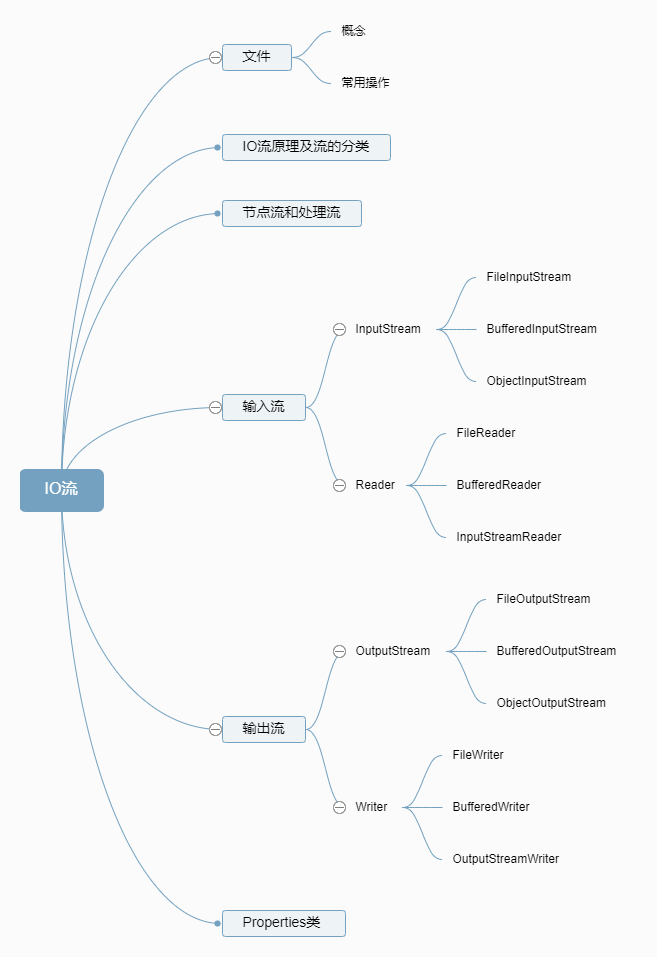 概念
文件
常用操作
IO流原理及流的分类
节点流和处理流
FileInputStream
InputStream
BufferedInputStream
ObjectInputStream
输入流
FileReader
Reader
BufferedReader
IO流
InputStreamReader
FileOutputStream
OutputStream
BufferedOutputStream
ObjectOutputStream
输出流
FileWriter
Writer
BufferedWriter
OutputStreamWriter
Properties类